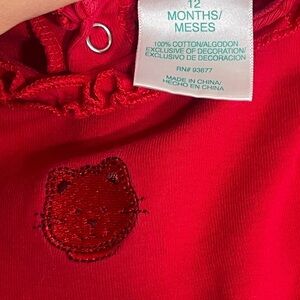 12
MONTHS/
MESES
100% COTTON/ALGODON
EXCLUSIVE OF DECORATION/
EXCLUSIVO DE DECORACION
RN# 93677
MADE IN CHINA/
HECHO EN CHINA